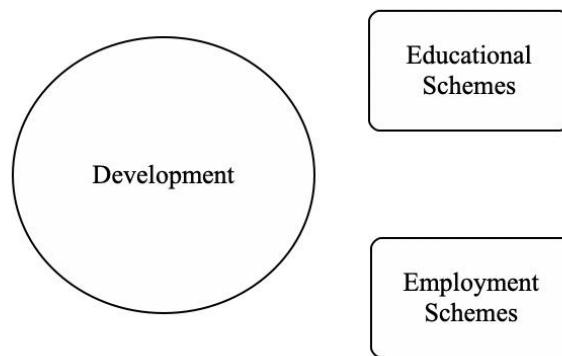 Educational
Schemes
Development
Employment
Schemes